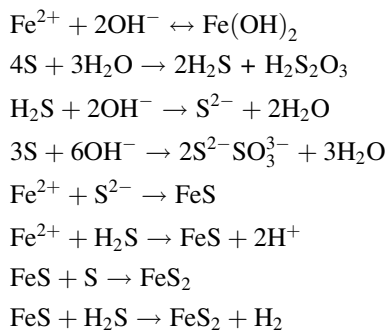 Fe²⁺ + 2OH⁻ ↔ Fe(OH)₂
4S + 3H₂O → 2H₂S + H₂S₂O₃
H₂S + 2OH⁻ → S²⁻ + 2H₂O
3S + 6OH⁻ → 2S²⁻SO₃³⁻ + 3H₂O
Fe²⁺ + S²⁻ → FeS
Fe²⁺ + H₂S → FeS + 2H⁺
FeS + S → FeS₂
FeS + H₂S → FeS₂ + H₂